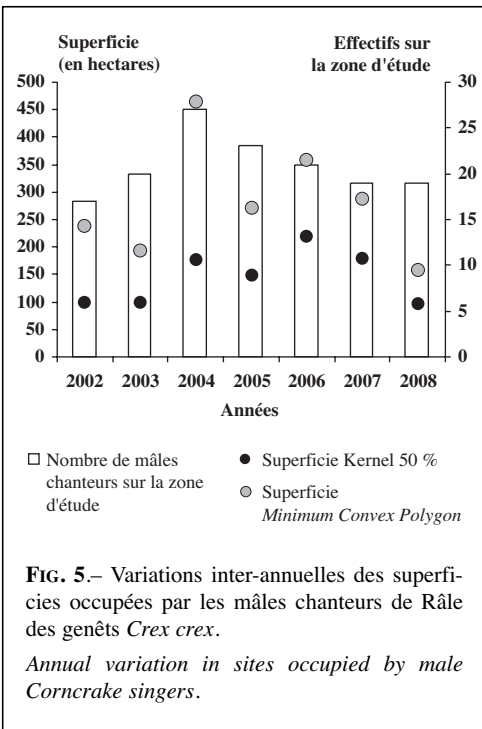 Superficie
(en hectares)
Effectifs sur
la zone d'étude
500
450
400
350
300
250
200
150
100
50
0
30
25
20
15
10
5
0
2002 2003 2004 2005 2006 2007 2008
Années
Nombre de mâles
chanteurs sur la zone
d'étude
Superficie Kernel 50 %
Superficie
Minimum Convex Polygon
FIG. 5.– Variations inter-annuelles des superfi-
cies occupées par les mâles chanteurs de Râle
des genêts Crex crex.
Annual variation in sites occupied by male
Corncrake singers.